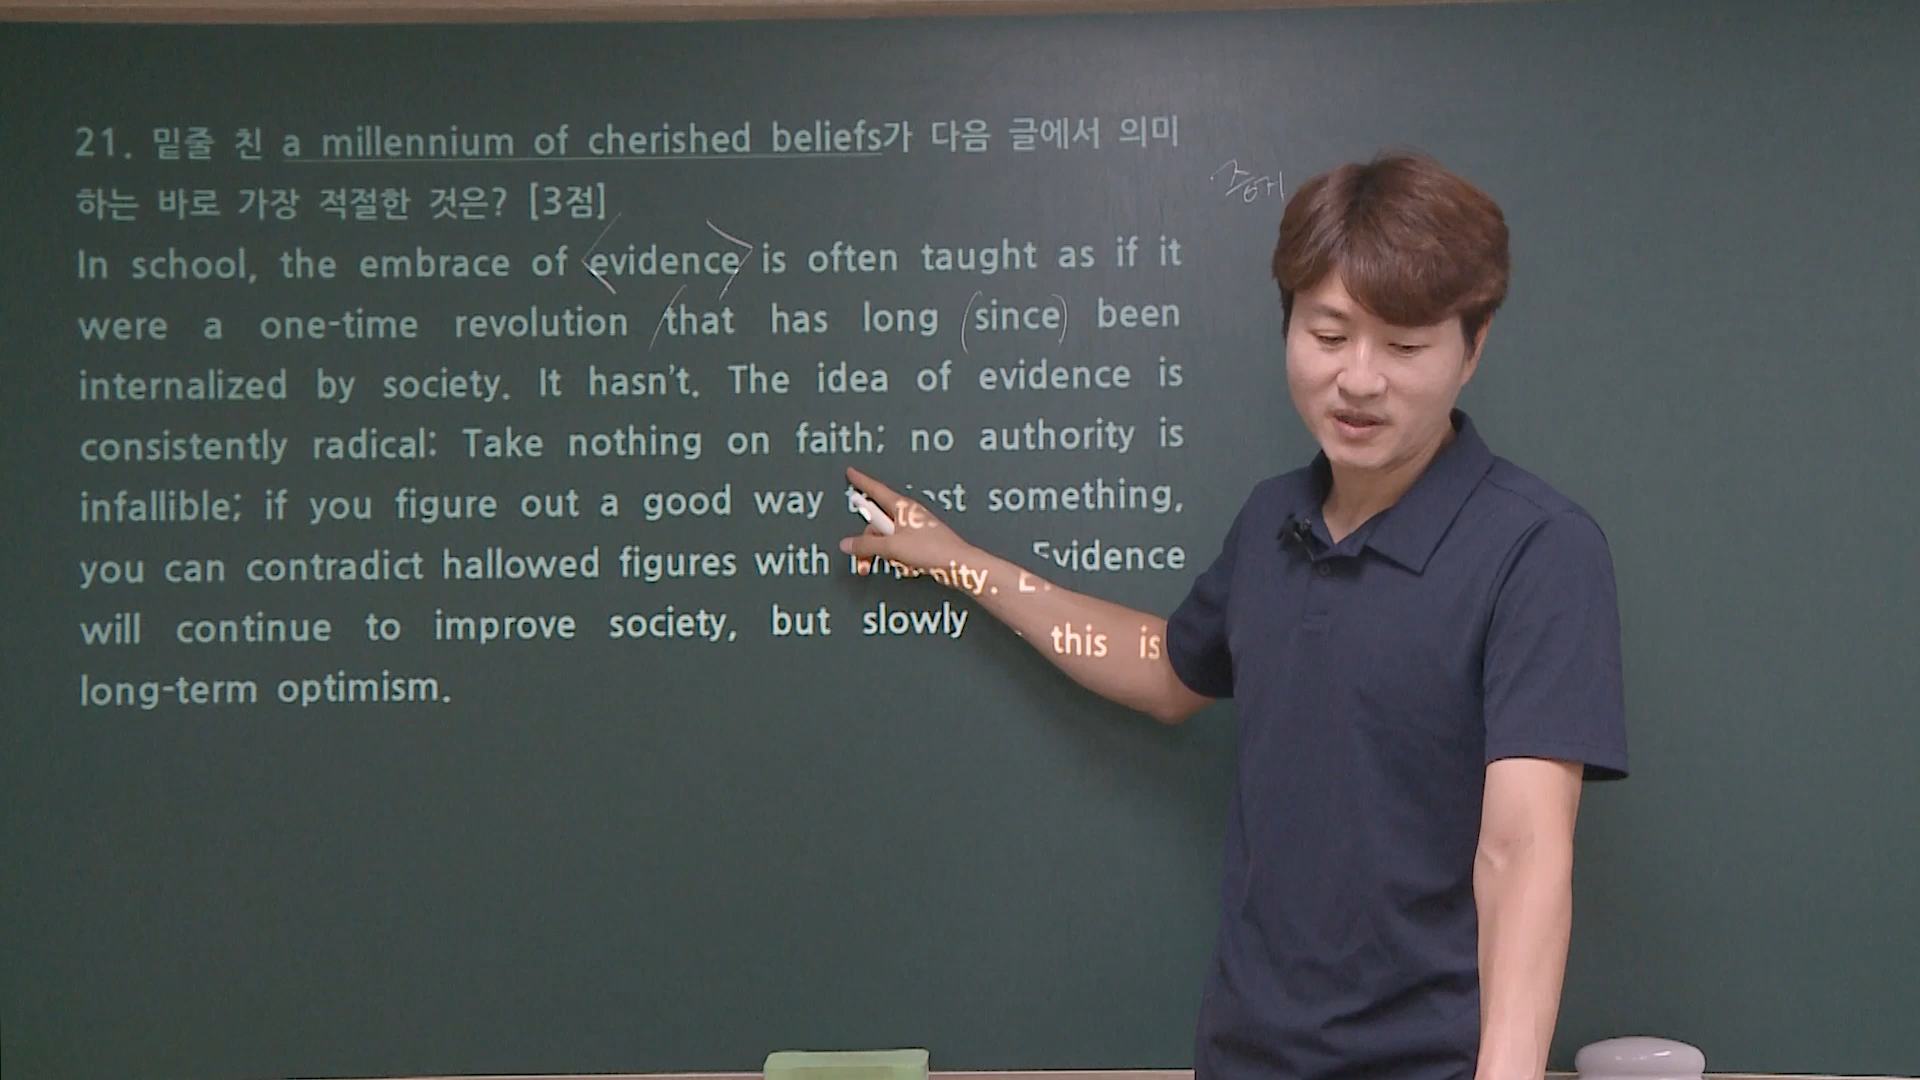 21. 밑줄 친 a millennium of cherished beliefs가 다음 글에서 의미
하는 바로 가장 적절한 것은? [3점]
증거
In school, the embrace of <evidence> is often taught as if it
were a one-time revolution that has long (since) been
internalized by society. It hasn't. The idea of evidence is
consistently radical: Take nothing on faith; no authority is
infallible; if you figure out a good way to test something,
you can contradict hallowed figures with impunity. Evidence
will continue to improve society, but slowly this is
long-term optimism.